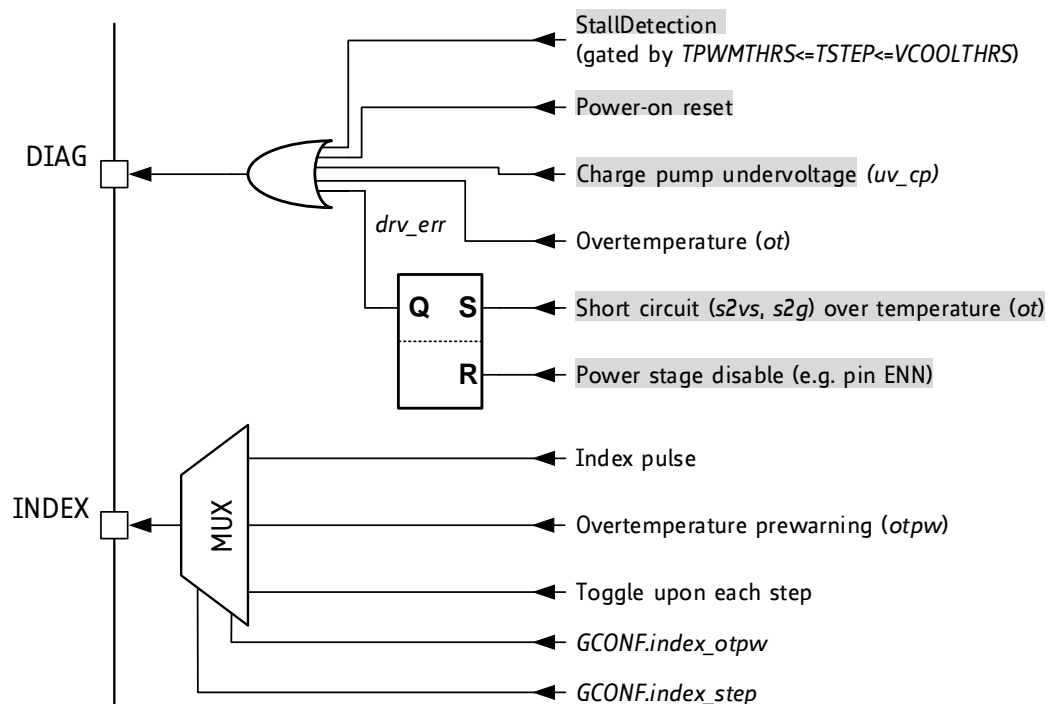 StallDetection
(gated by TPWMTHRS<=TSTEP<=VCOOLTHRS)
Power-on reset
DIAG
Charge pump undervoltage (uv_cp)
drv_err
Overtemperature (ot)
Q S
Short circuit (s2vs, s2g) over temperature (ot)
R
Power stage disable (e.g. pin ENN)
Index pulse
INDEX
MUX
Overtemperature prewarning (otpw)
Toggle upon each step
GCONF.index_otpw
GCONF.index_step